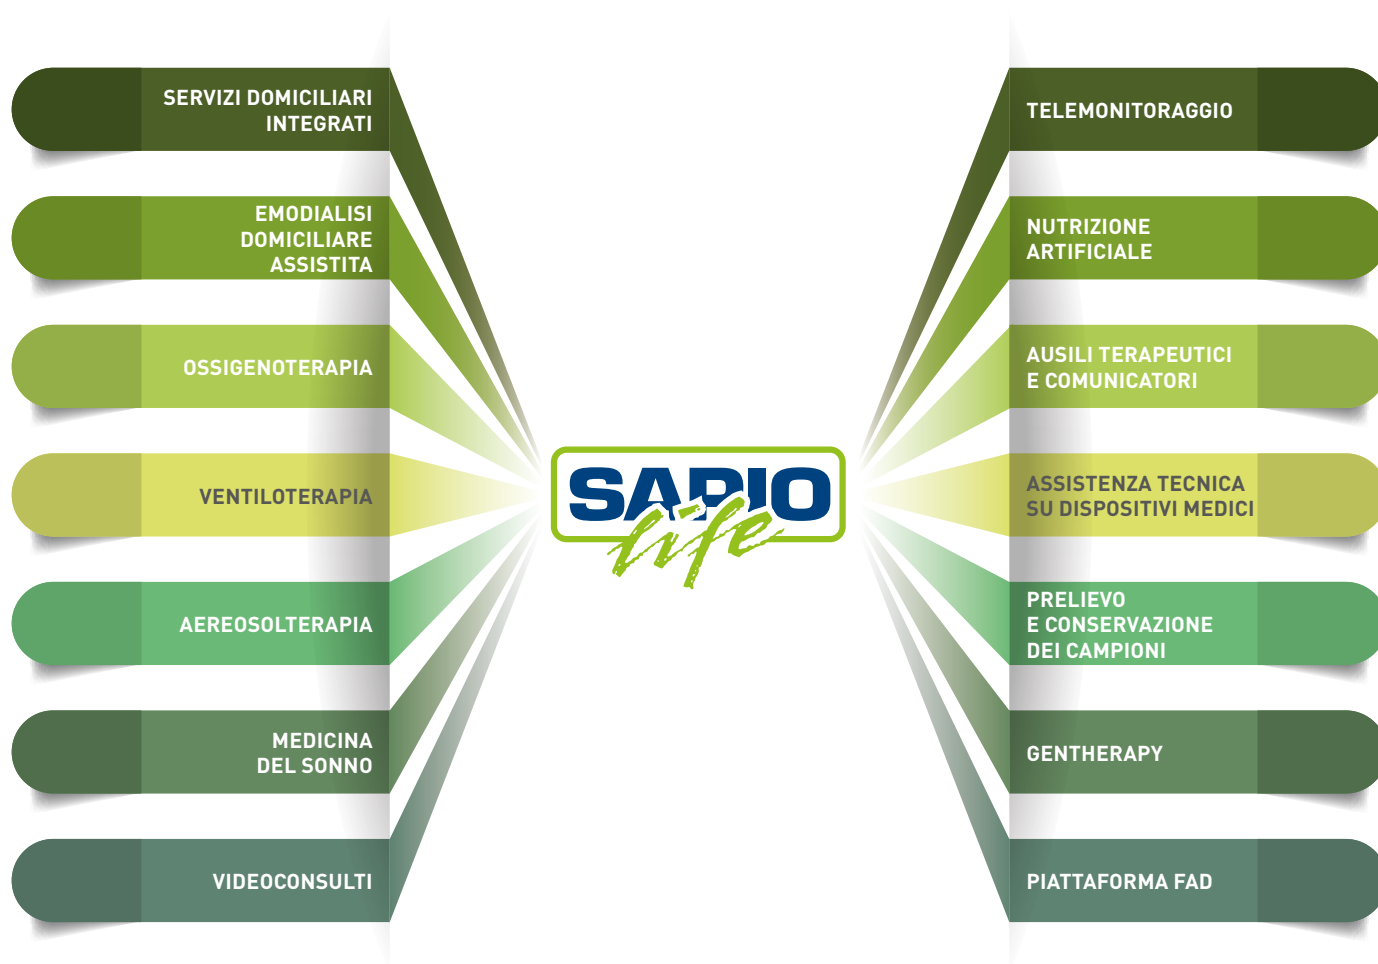 SERVIZI DOMICILIARI
INTEGRATI
EMODIALISI
DOMICILIARE
ASSISTITA
OSSIGENOTERAPIA
VENTILOTERAPIA
AEREOSOLTERAPIA
MEDICINA
DEL SONNO
VIDEOCONSULTI
SAPIO
life
TELEMONITORAGGIO
NUTRIZIONE
ARTIFICIALE
AUSILI TERAPEUTICI
E COMUNICATORI
ASSISTENZA TECNICA
SU DISPOSITIVI MEDICI
PRELIEVO
E CONSERVAZIONE
DEI CAMPIONI
GENTHERAPY
PIATTAFORMA FAD